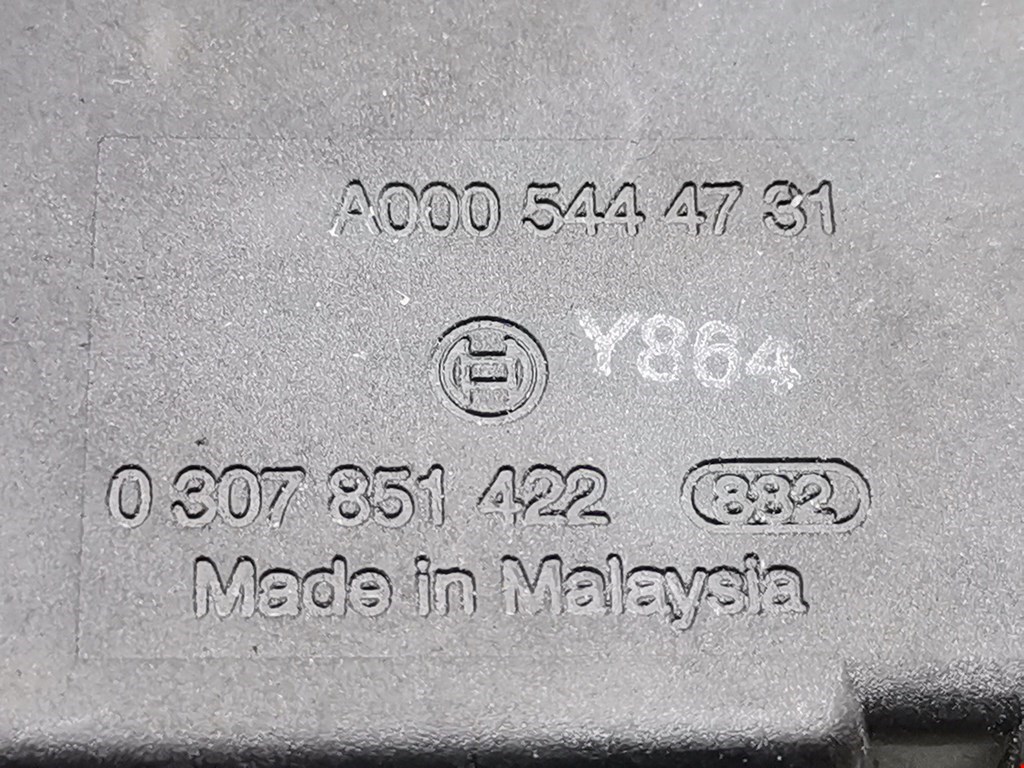 A000 544 47 31
Y864
0 307 851 422 882
Made in Malaysia